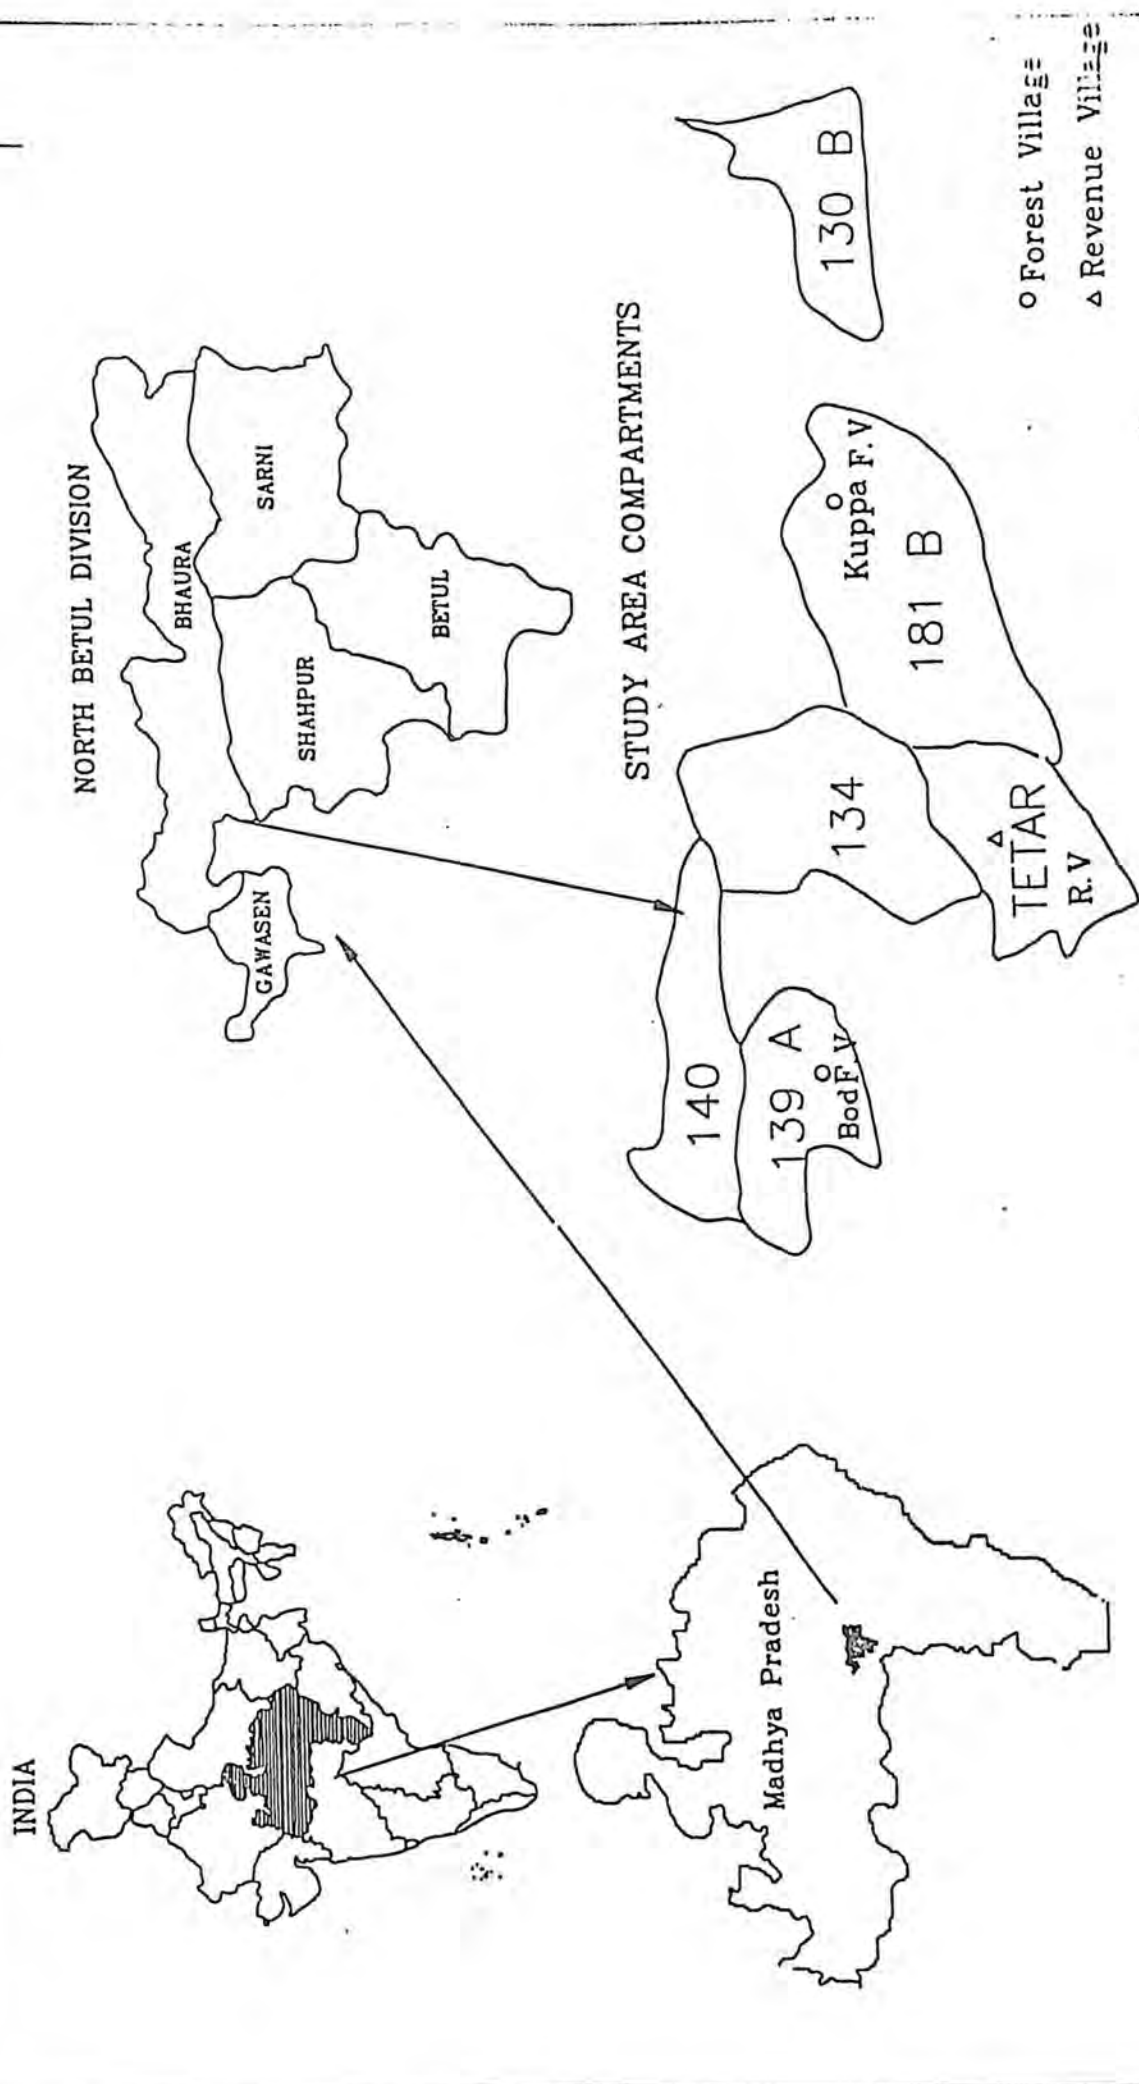 INDIA
Madhya Pradesh
NORTH BETUL DIVISION
BHAURA
SARNI
SHAHPUR
BETUL
GAWASEN
STUDY AREA COMPARTMENTS
140
139 A
Bod F.V
134
TETAR
R.V
Kuppa F.V
181 B
130 B
Forest Village
Revenue Village